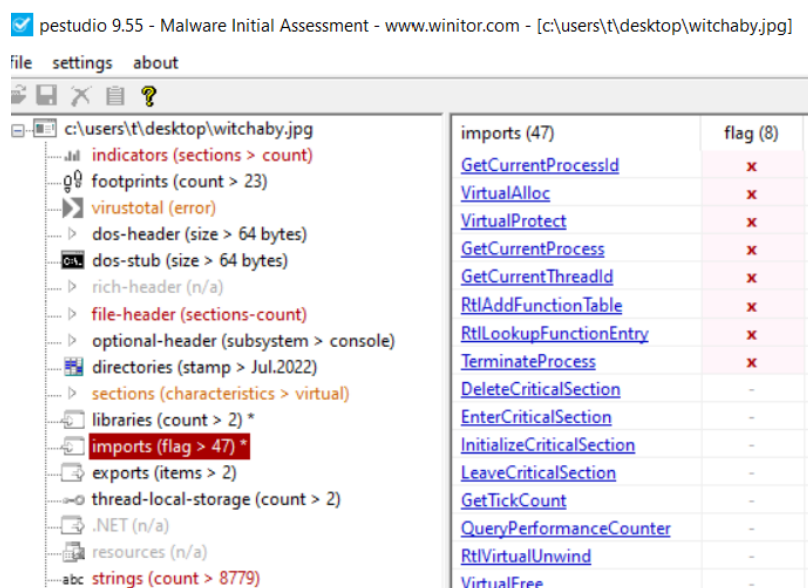 pestudio 9.55 - Malware Initial Assessment - www.winitor.com - [c:\users\t\desktop\witchaby.jpg]
file settings about
c:\users\t\desktop\witchaby.jpg
indicators (sections > count)
footprints (count > 23)
virustotal (error)
dos-header (size > 64 bytes)
dos-stub (size > 64 bytes)
rich-header (n/a)
file-header (sections-count)
optional-header (subsystem > console)
directories (stamp > Jul.2022)
sections (characteristics > virtual)
libraries (count > 2) *
imports (flag > 47) *
exports (items > 2)
thread-local-storage (count > 2)
.NET (n/a)
resources (n/a)
abc strings (count > 8779)
imports (47) flag (8)
GetCurrentProcessId x
VirtualAlloc x
VirtualProtect x
GetCurrentProcess x
GetCurrentThreadId x
RtlAddFunctionTable x
RtlLookupFunctionEntry x
TerminateProcess x
DeleteCriticalSection -
EnterCriticalSection -
InitializeCriticalSection -
LeaveCriticalSection -
GetTickCount -
QueryPerformanceCounter -
RtlVirtualUnwind -
VirtualFree -